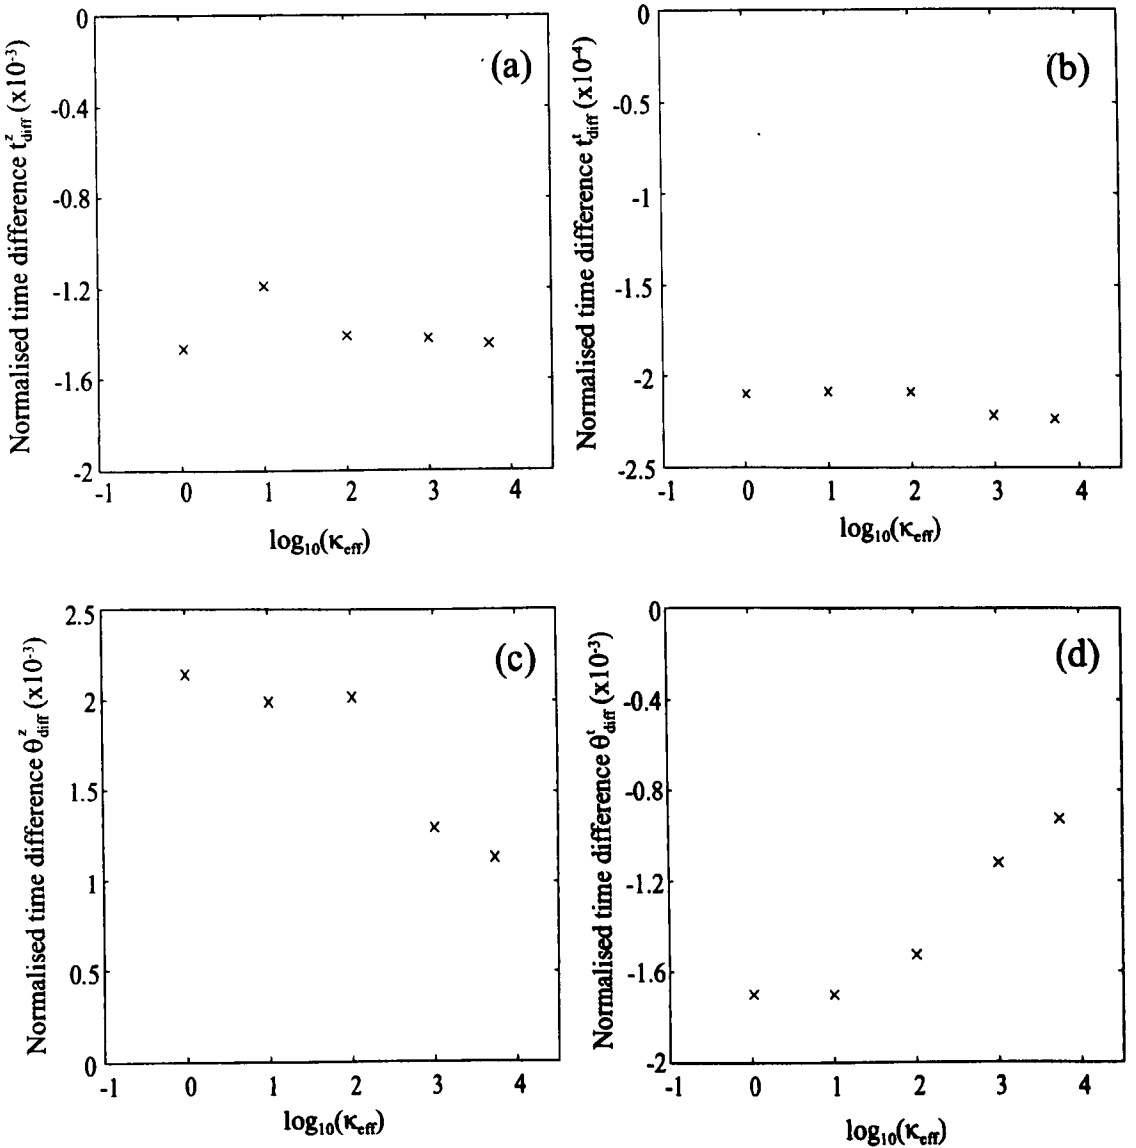 (a)
Normalised time difference t^z_diff (x10^-3)
0
-0.4
-0.8
-1.2
-1.6
-2
-1 0 1 2 3 4
log10(κeff)
(b)
Normalised time difference t^t_diff (x10^-4)
0
-0.5
-1
-1.5
-2
-2.5
-1 0 1 2 3 4
log10(κeff)
(c)
Normalised time difference θ^z_diff (x10^-3)
2.5
2
1.5
1
0.5
0
-1 0 1 2 3 4
log10(κeff)
(d)
Normalised time difference θ^t_diff (x10^-3)
0
-0.4
-0.8
-1.2
-1.6
-2
-1 0 1 2 3 4
log10(κeff)